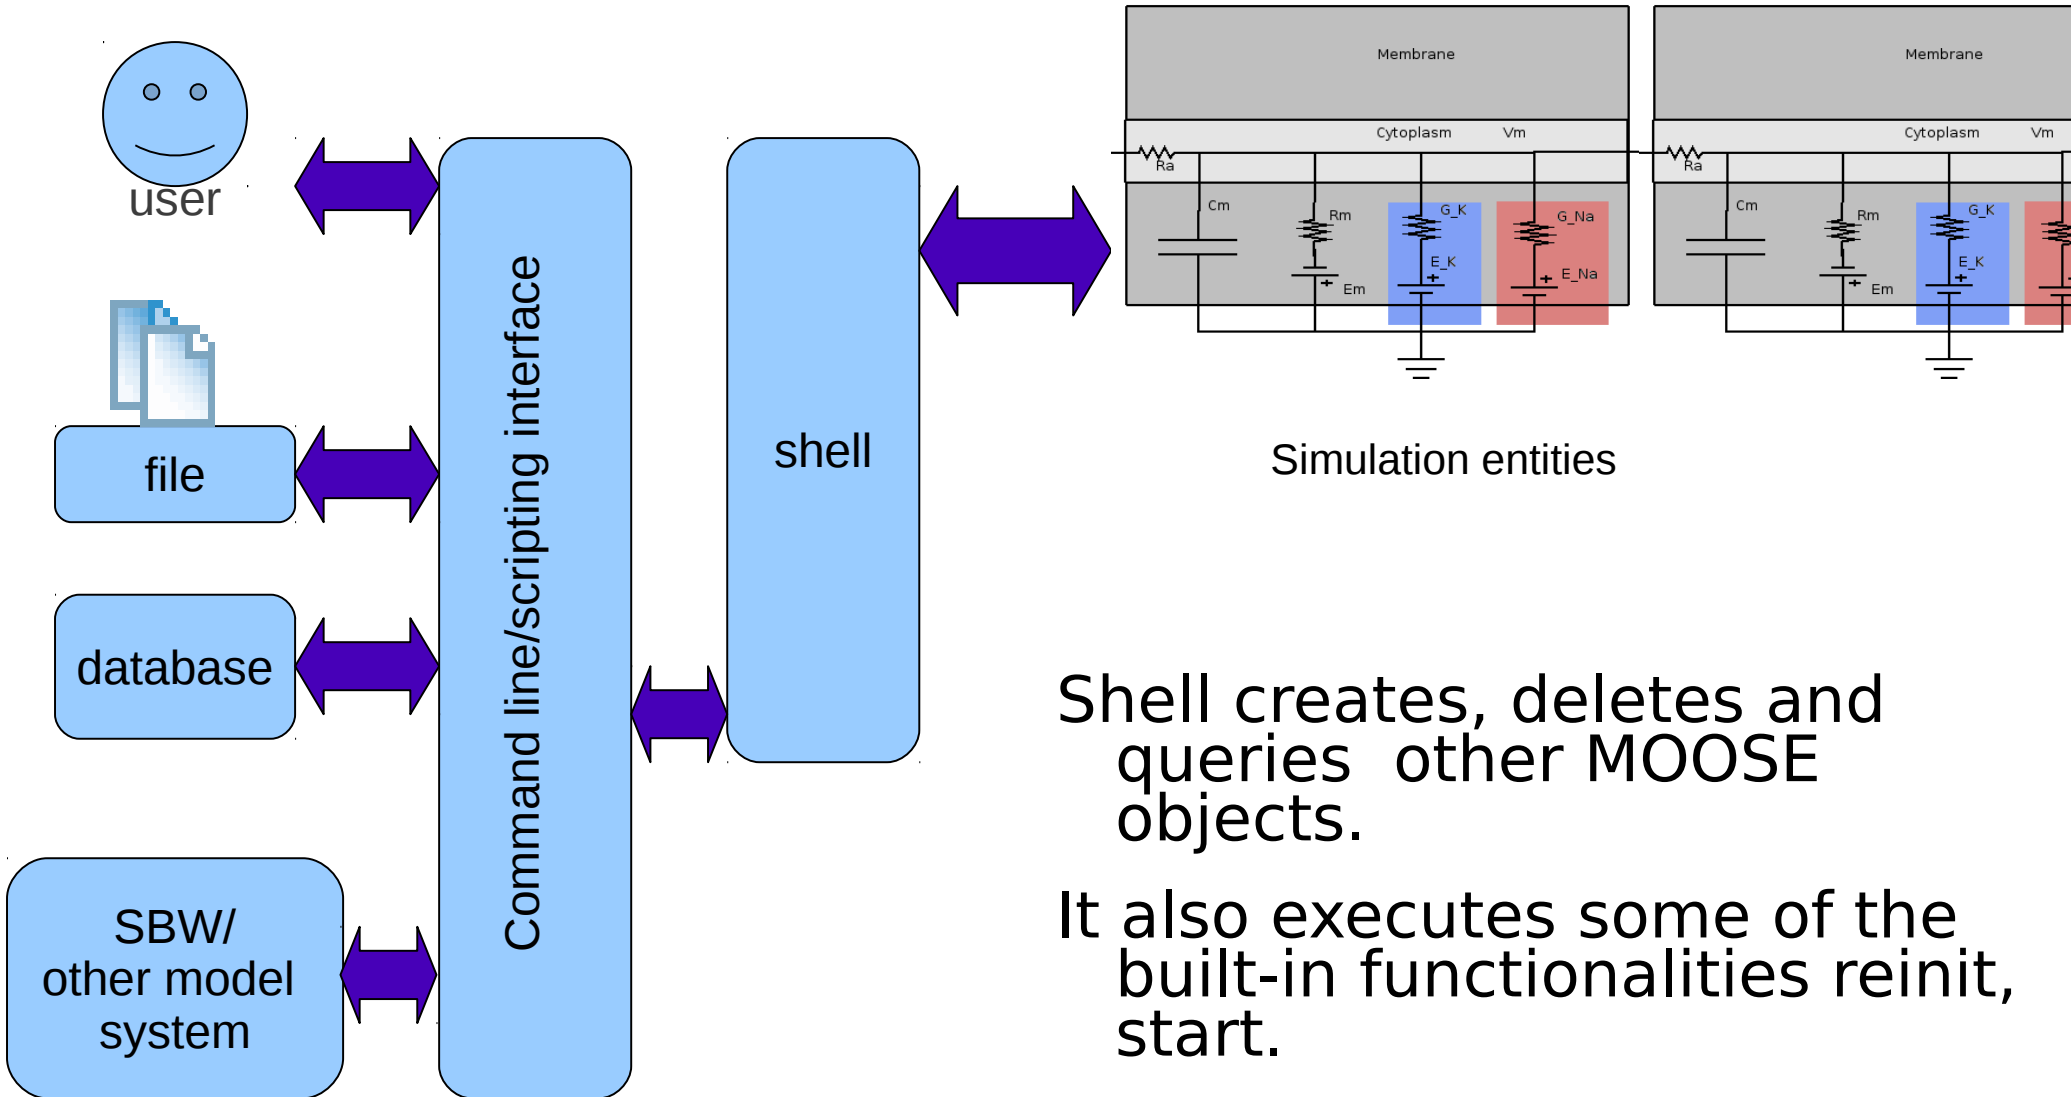 user
file
database
SBW/
other model
system
Command line/scripting interface
shell
Membrane
Cytoplasm Vm
Ra
Cm
Rm
G_K
G_Na
E_K
E_Na
Em
Membrane
Cytoplasm Vm
Ra
Cm
Rm
G_K
E_K
Em
Simulation entities
Shell creates, deletes and
queries other MOOSE
objects.
It also executes some of the
built-in functionalities reinit,
start.